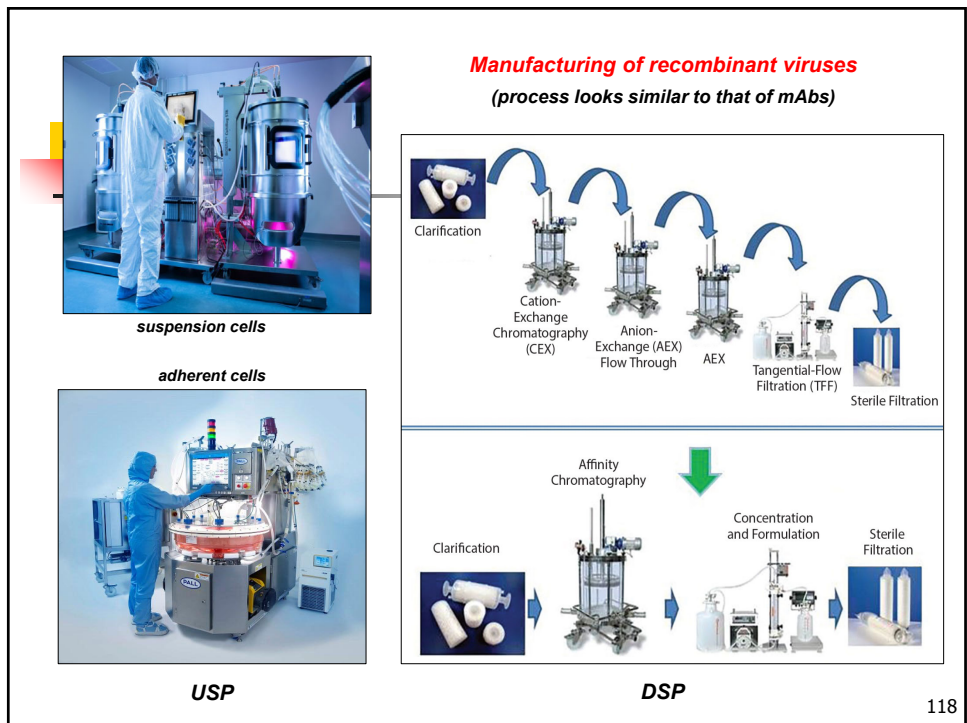 Manufacturing of recombinant viruses
(process looks similar to that of mAbs)
suspension cells
adherent cells
PALL
USP
Clarification
Cation-
Exchange
Chromatography
(CEX)
Anion-
Exchange (AEX)
Flow Through
AEX
Tangential-Flow
Filtration (TFF)
Sterile Filtration
Affinity
Chromatography
Clarification
Concentration
and Formulation
Sterile
Filtration
DSP
118